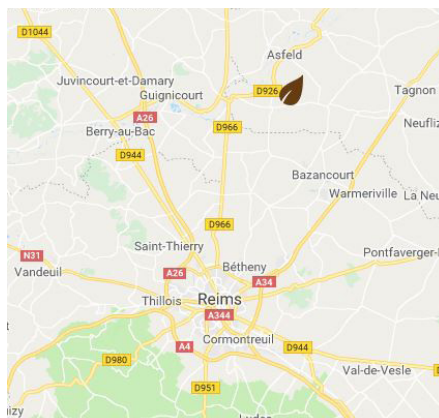 D1044
Asfeld
Juvincourt-et-Damary
Guignicourt
D926
Tagnon
A26
Neufliz
Berry-au-Bac
D966
D944
Bazancourt
Warmeriville
La Neu
D966
Saint-Thierry
N31
Pontfaverger-M
Vandeuil
A26
Bétheny
A34
Thillois
Reims
A344
A4
Cormontreuil
D944
D980
Val-de-Vesle
D
D951
uizy
Ludes